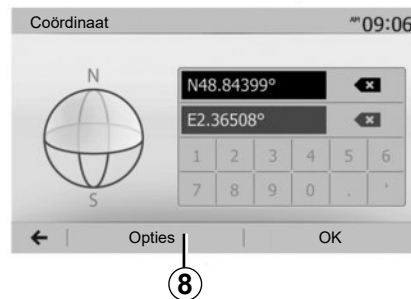 Coördinaat AM 09:06
N
S
N48.84399°
E2.36508°
1 2 3 4 5 6
7 8 9 0 . '
Opties OK
8